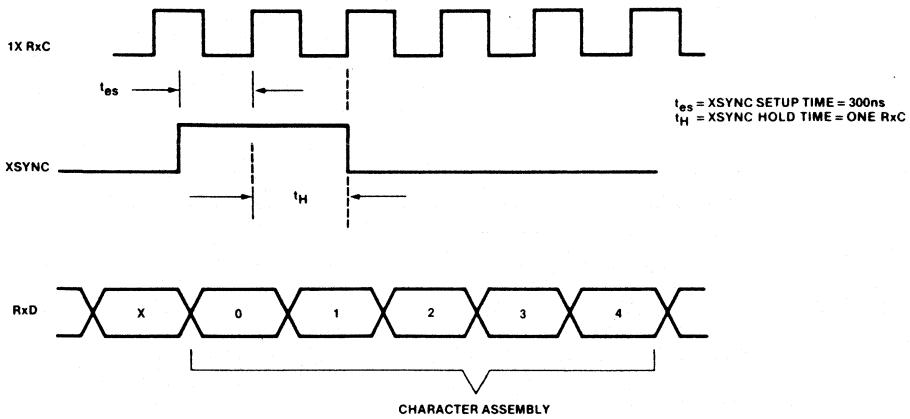 1X RxC
tes
tes = XSYNC SETUP TIME = 300ns
tH = XSYNC HOLD TIME = ONE RxC
XSYNC
tH
RxD
X 0 1 2 3 4
CHARACTER ASSEMBLY